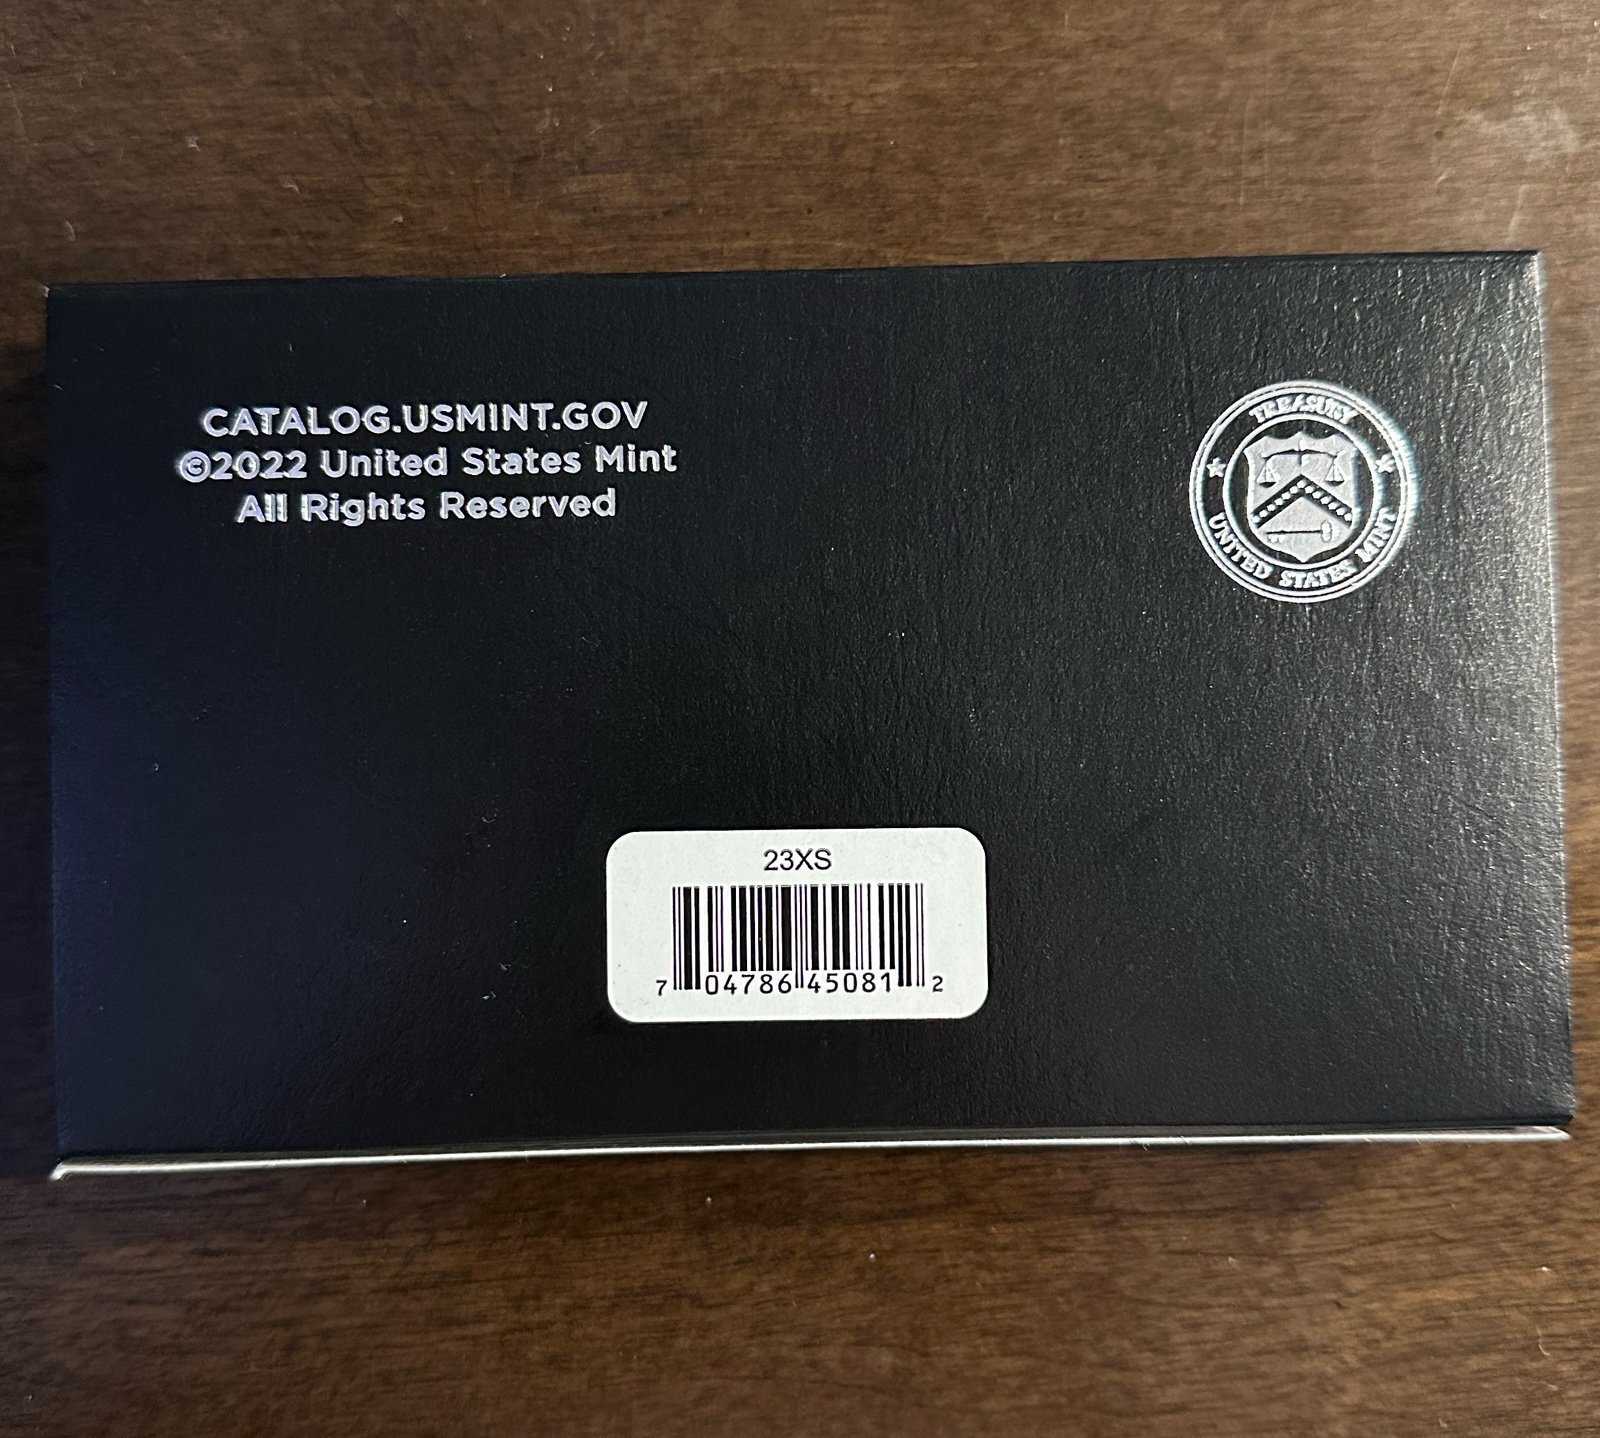 CATALOG.USMINT.GOV
©2022 United States Mint
All Rights Reserved
TREASURY
UNITED STATES MINT
23XS
7 04786 45081 2